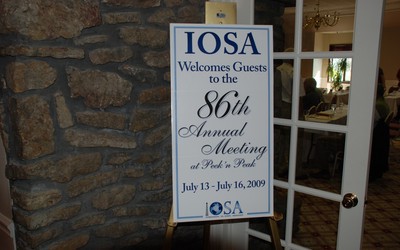 IOSA
Welcomes Guests
to the
86th
Annual
Meeting
at Peek'n Peak
July 13 - July 16, 2009
IOSA